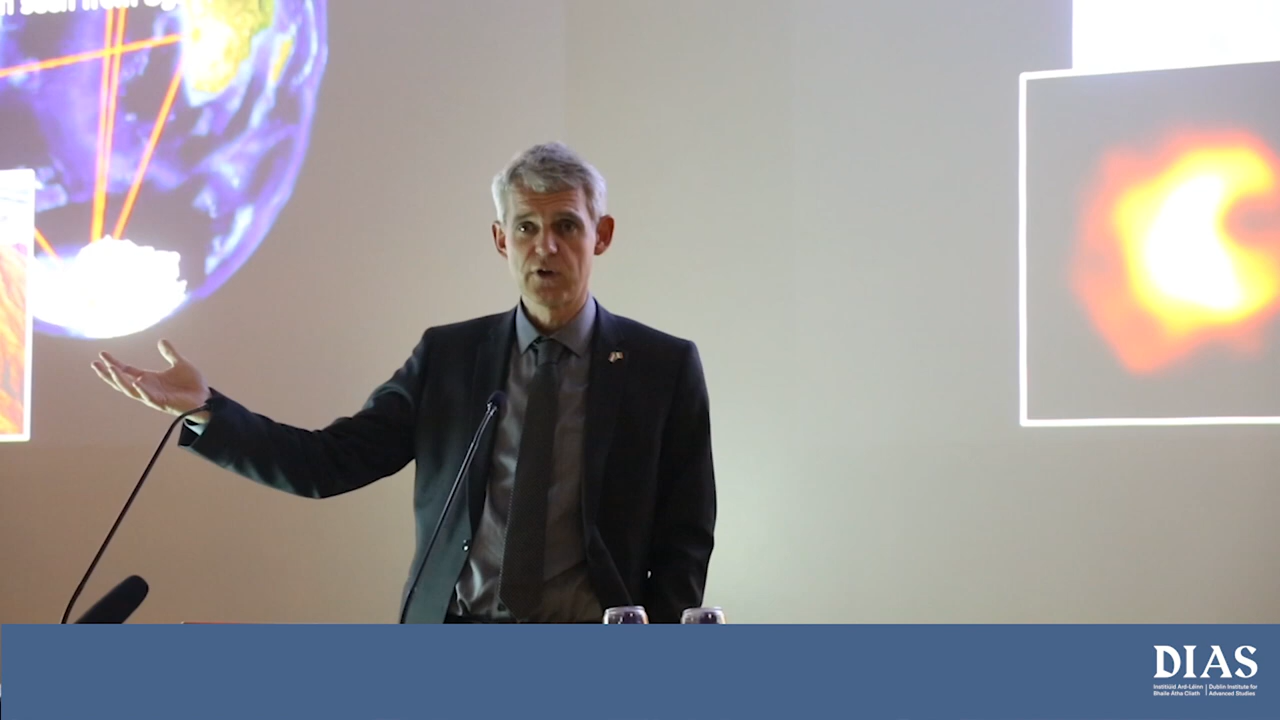 DIAS
Institiúid Ard-Léinn | Dublin Institute for
Bhaile Átha Cliath | Advanced Studies